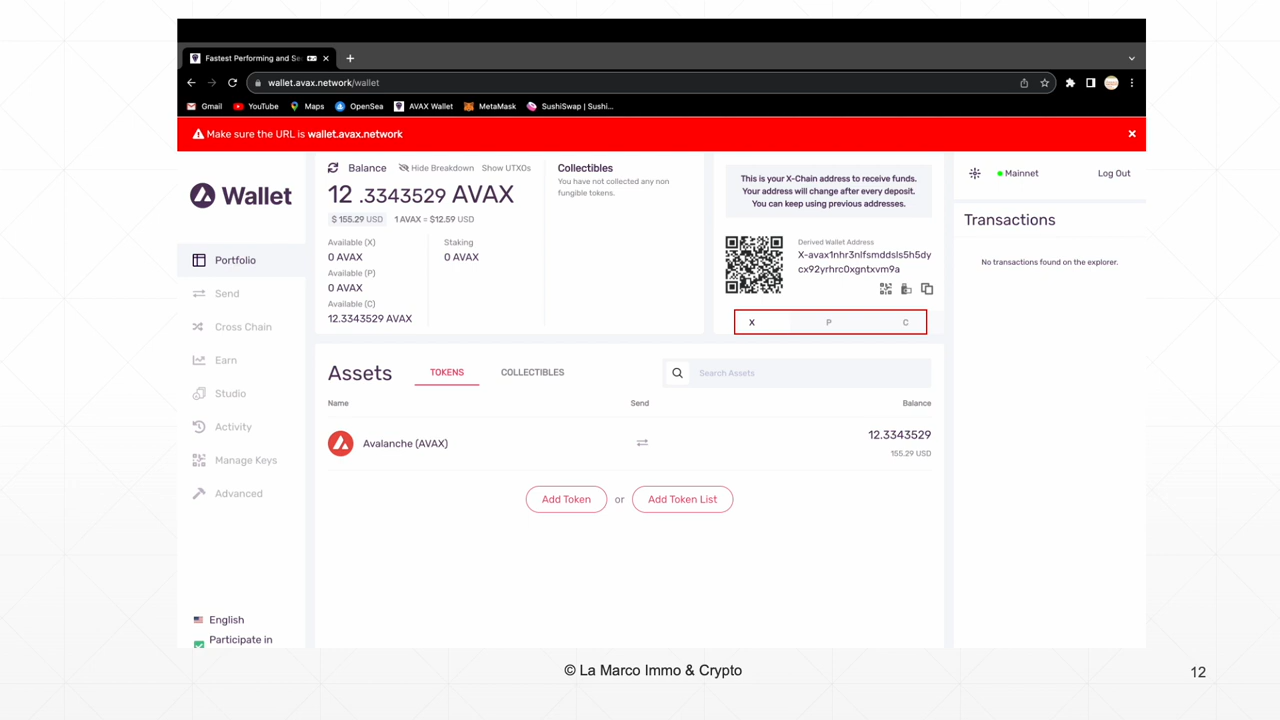 Fastest Performing and Se
wallet.avax.network/wallet
Gmail YouTube Maps OpenSea AVAX Wallet MetaMask SushiSwap | Sushi...
Make sure the URL is wallet.avax.network
Wallet
Portfolio
Send
Cross Chain
Earn
Studio
Activity
Manage Keys
Advanced
English
Participate in
Balance Hide Breakdown Show UTXOs
12 .3343529 AVAX
$ 155.29 USD 1 AVAX = $12.59 USD
Available (X)
0 AVAX
Available (P)
0 AVAX
Available (C)
12.3343529 AVAX
Staking
0 AVAX
Collectibles
You have not collected any non
fungible tokens.
This is your X-Chain address to receive funds.
Your address will change after every deposit.
You can keep using previous addresses.
Derived Wallet Address
X-avax1nhr3nlfsmddsls5h5dy
cx92yrhrc0xgntxvm9a
X P C
Assets TOKENS COLLECTIBLES Search Assets
Name Send Balance
Avalanche (AVAX) 12.3343529
155.29 USD
Add Token or Add Token List
Mainnet Log Out
Transactions
No transactions found on the explorer.
© La Marco Immo & Crypto
12